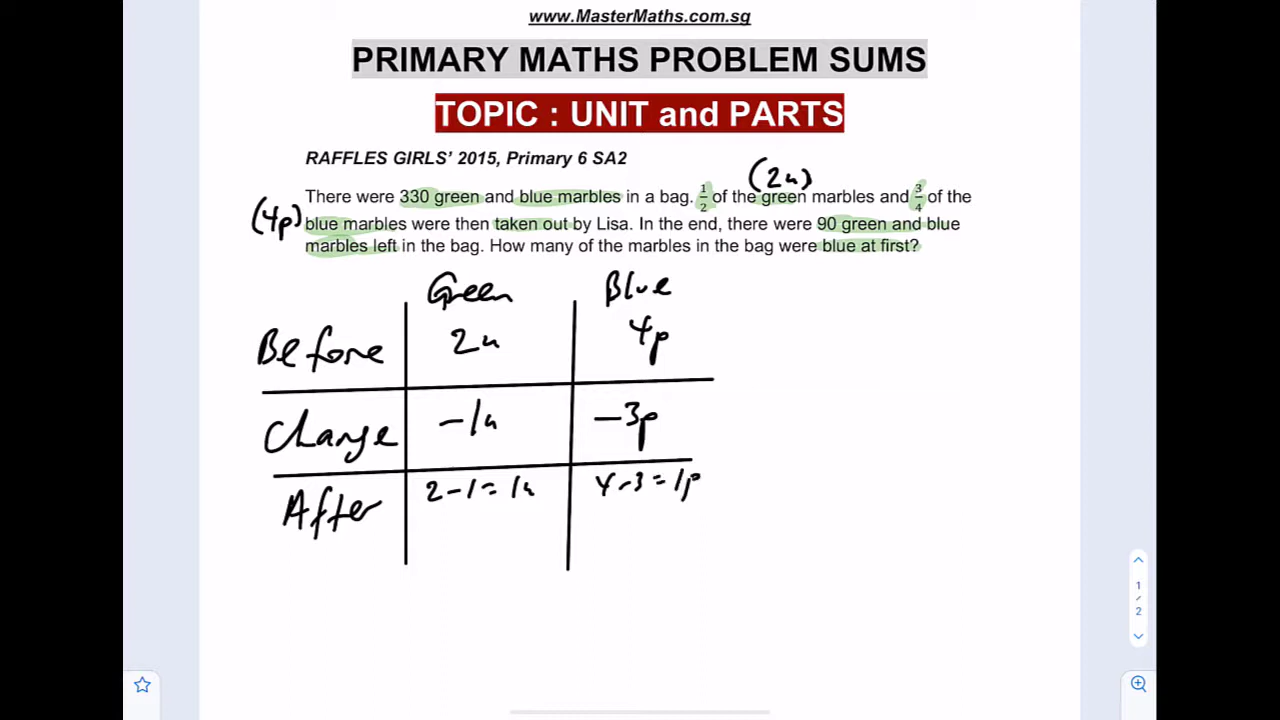 www.MasterMaths.com.sg
PRIMARY MATHS PROBLEM SUMS
TOPIC : UNIT and PARTS
RAFFLES GIRLS' 2015, Primary 6 SA2
(2u)
There were 330 green and blue marbles in a bag. 1/2 of the green marbles and 3/4 of the
(4p)
blue marbles were then taken out by Lisa. In the end, there were 90 green and blue
marbles left in the bag. How many of the marbles in the bag were blue at first?
Green Blue
Before 2u 4p
Change -1u -3p
After 2-1=1u 4-3=1p
1
/
2